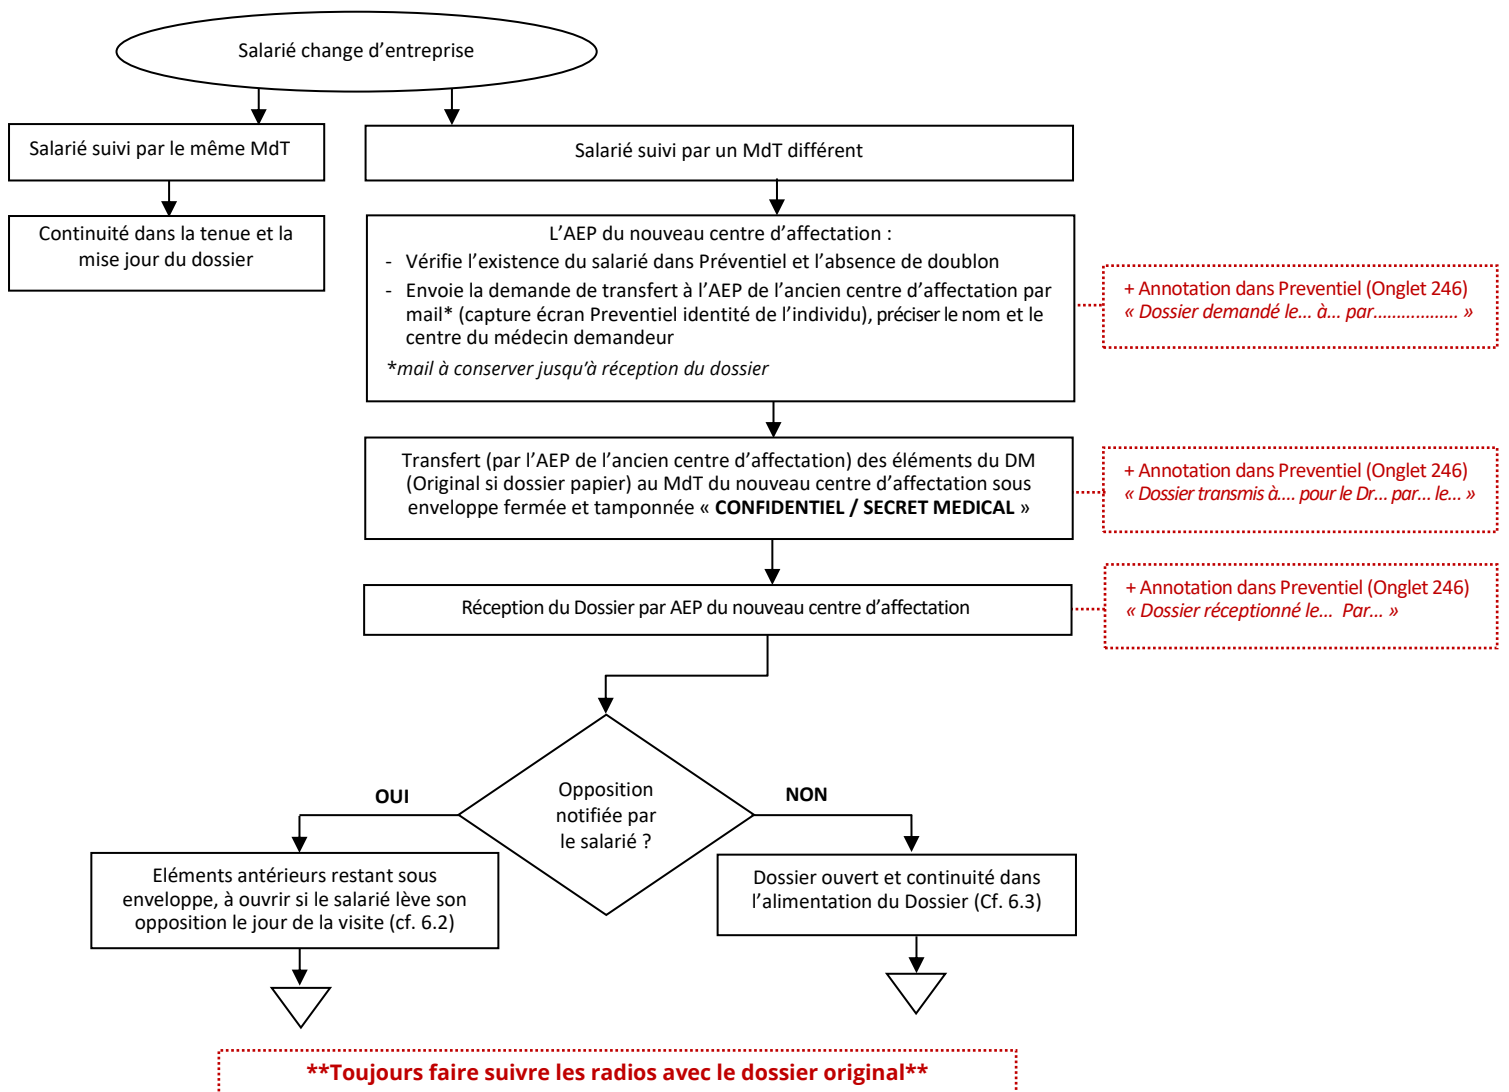 Salarié change d’entreprise
Salarié suivi par le même MdT
Salarié suivi par un MdT différent
Continuité dans la tenue et la
mise jour du dossier
L’AEP du nouveau centre d’affectation :
- Vérifie l’existence du salarié dans Préventiel et l’absence de doublon
- Envoie la demande de transfert à l’AEP de l’ancien centre d’affectation par
mail* (capture écran Preventiel identité de l’individu), préciser le nom et le
centre du médecin demandeur
*mail à conserver jusqu’à réception du dossier
+ Annotation dans Preventiel (Onglet 246)
« Dossier demandé le... à... par.................. »
Transfert (par l’AEP de l’ancien centre d’affectation) des éléments du DM
(Original si dossier papier) au MdT du nouveau centre d’affectation sous
enveloppe fermée et tamponnée « CONFIDENTIEL / SECRET MEDICAL »
+ Annotation dans Preventiel (Onglet 246)
« Dossier transmis à.... pour le Dr... par... le... »
Réception du Dossier par AEP du nouveau centre d’affectation
+ Annotation dans Preventiel (Onglet 246)
« Dossier réceptionné le... Par... »
Opposition
notifiée par
le salarié ?
OUI
NON
Eléments antérieurs restant sous
enveloppe, à ouvrir si le salarié lève son
opposition le jour de la visite (cf. 6.2)
Dossier ouvert et continuité dans
l’alimentation du Dossier (Cf. 6.3)
**Toujours faire suivre les radios avec le dossier original**